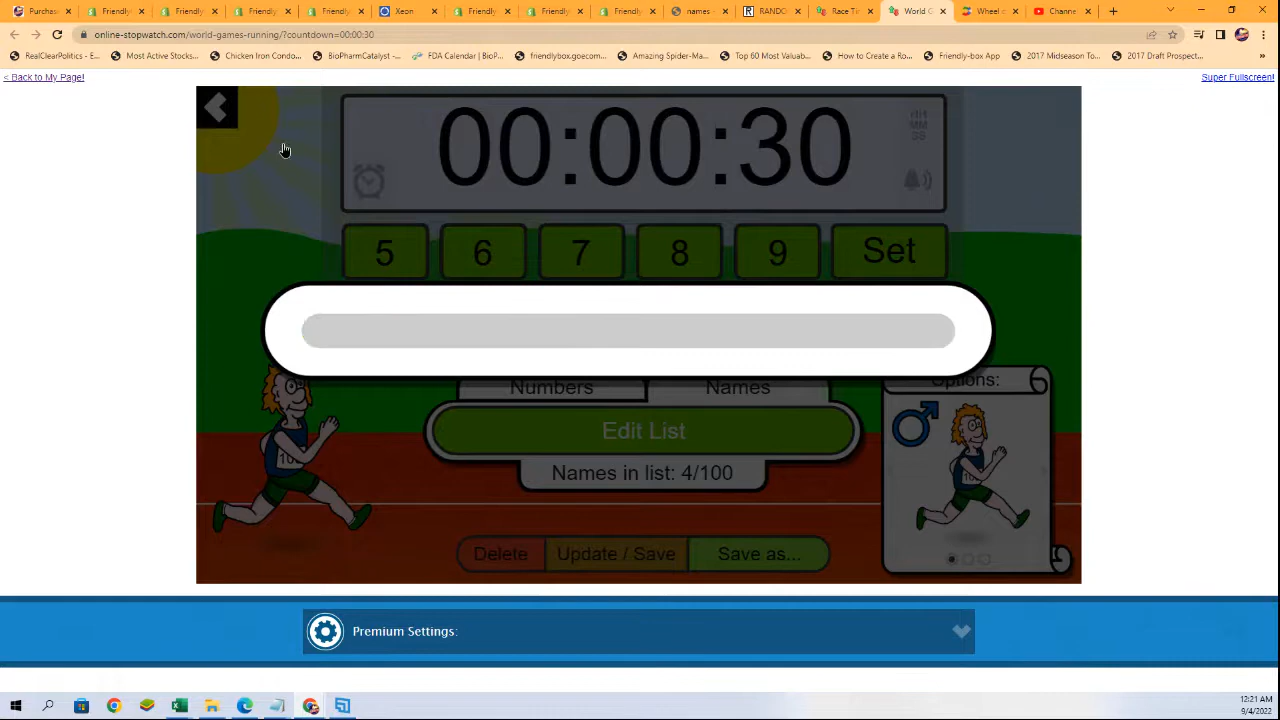 Purchas
Friendly
Friendly
Friendly
Friendly
Xeon
Friendly
Friendly
Friendly
names -
RANDO
Race Tim
World G
Wheel o
Channe
online-stopwatch.com/world-games-running/?countdown=00:00:30
RealClearPolitics - E...
Most Active Stocks...
Chicken Iron Condo...
BioPharmCatalyst -...
FDA Calendar | BioP...
friendlybox.goecom...
Amazing Spider-Ma...
Top 60 Most Valuab...
How to Create a Ro...
Friendly-box App
2017 Midseason To...
2017 Draft Prospect...
»
< Back to My Page!
Super Fullscreen!
00:00:30
5
6
7
8
9
Set
Numbers
Names
Options:
Edit List
Names in list: 4/100
Delete
Update / Save
Save as...
Premium Settings:
12:21 AM
9/4/2022